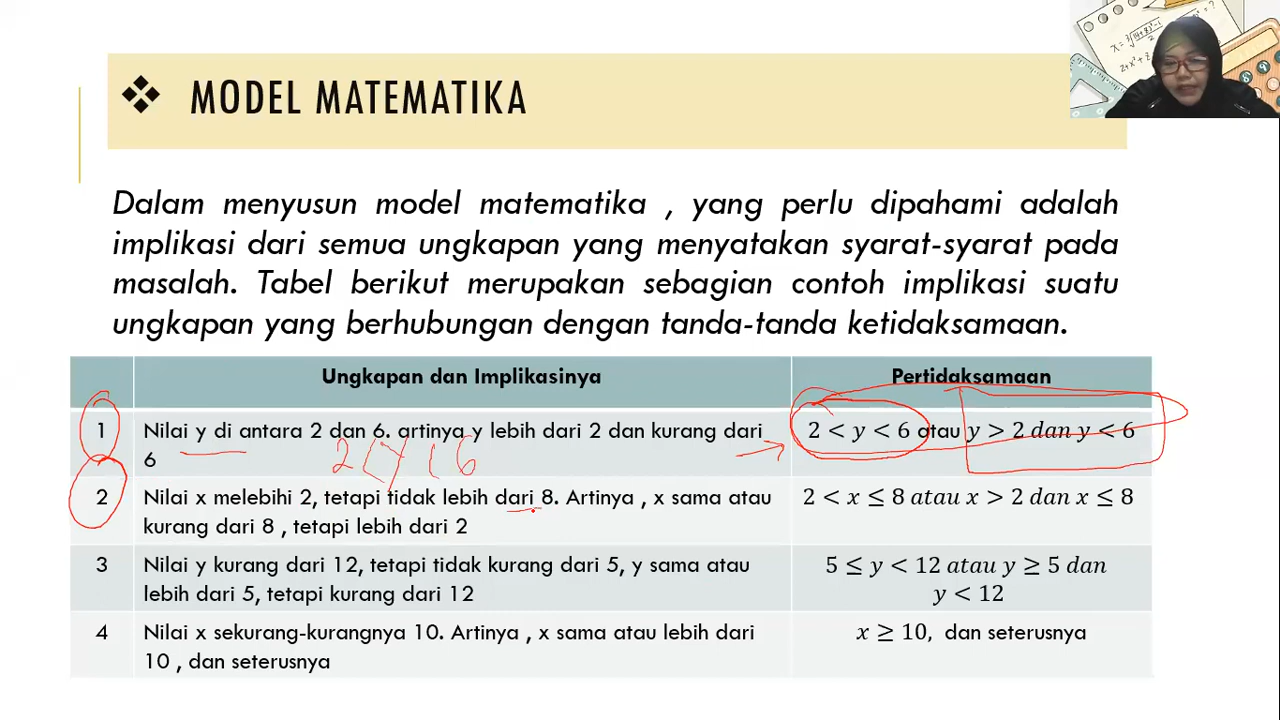 MODEL MATEMATIKA
Dalam menyusun model matematika , yang perlu dipahami adalah
implikasi dari semua ungkapan yang menyatakan syarat-syarat pada
masalah. Tabel berikut merupakan sebagian contoh implikasi suatu
ungkapan yang berhubungan dengan tanda-tanda ketidaksamaan.
Ungkapan dan Implikasinya
Pertidaksamaan
1
Nilai y di antara 2 dan 6. artinya y lebih dari 2 dan kurang dari
6
2 < y < 6 atau y > 2 dan y < 6
2 < y < 6
2
Nilai x melebihi 2, tetapi tidak lebih dari 8. Artinya , x sama atau
kurang dari 8 , tetapi lebih dari 2
2 < x ≤ 8 atau x > 2 dan x ≤ 8
3
Nilai y kurang dari 12, tetapi tidak kurang dari 5, y sama atau
lebih dari 5, tetapi kurang dari 12
5 ≤ y < 12 atau y ≥ 5 dan
y < 12
4
Nilai x sekurang-kurangnya 10. Artinya , x sama atau lebih dari
10 , dan seterusnya
x ≥ 10, dan seterusnya